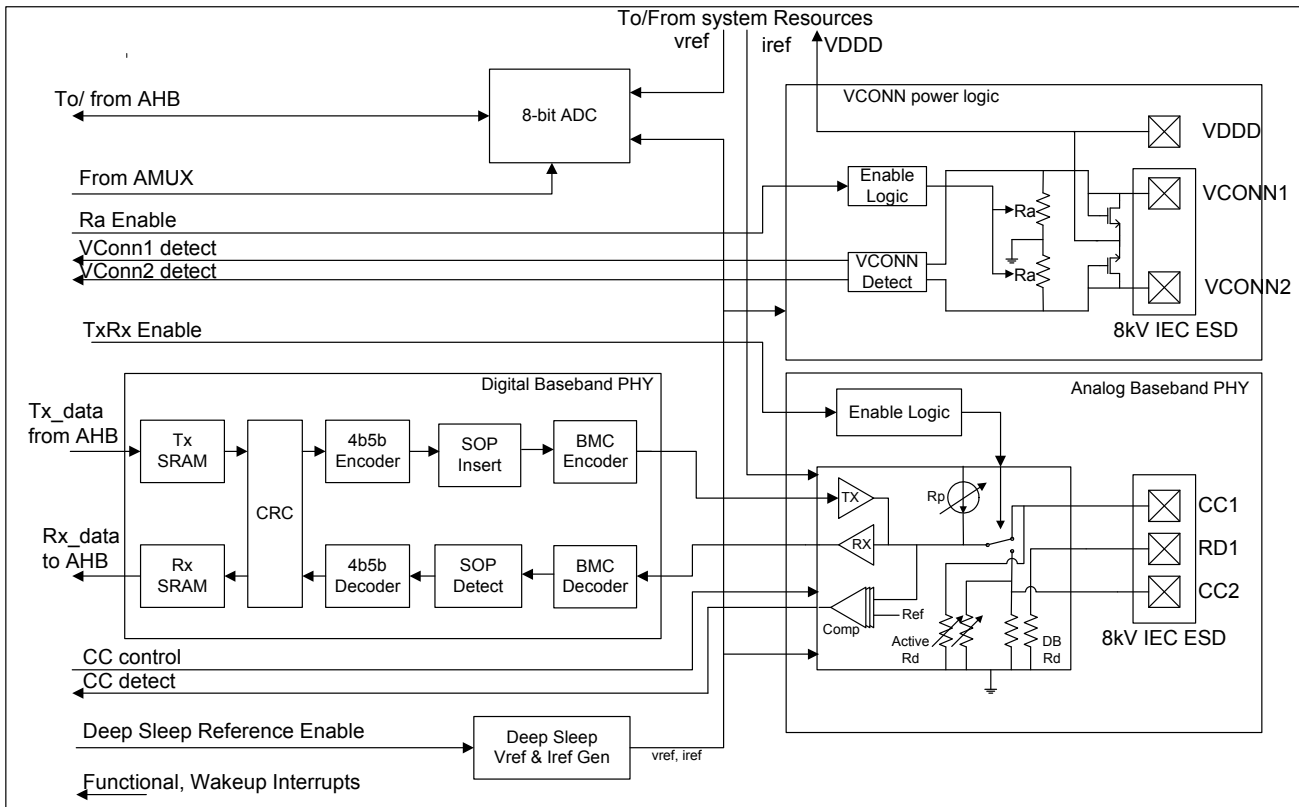 To/From system Resources
vref
iref
VDDD
To/ from AHB
8-bit ADC
From AMUX
VCONN power logic
VDDD
Enable
Logic
Ra
VCONN1
Ra Enable
VConn1 detect
VConn2 detect
VCONN
Detect
Ra
VCONN2
8kV IEC ESD
TxRx Enable
Digital Baseband PHY
Analog Baseband PHY
Enable Logic
Tx_data
from AHB
Tx
SRAM
CRC
4b5b
Encoder
SOP
Insert
BMC
Encoder
TX
Rp
CC1
Rx_data
to AHB
Rx
SRAM
4b5b
Decoder
SOP
Detect
BMC
Decoder
RX
RD1
CC2
Ref
Comp
Active
Rd
DB
Rd
8kV IEC ESD
CC control
CC detect
Deep Sleep Reference Enable
Deep Sleep
Vref & Iref Gen
vref, iref
Functional, Wakeup Interrupts